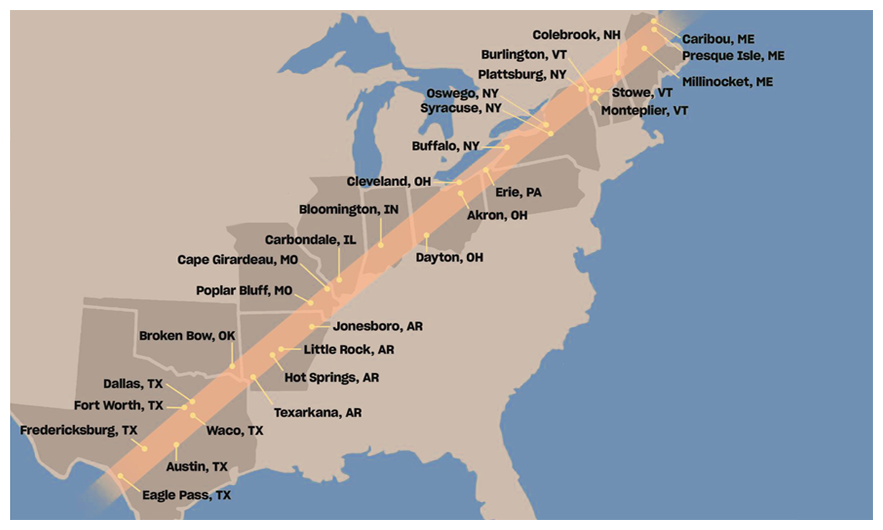 Colebrook, NH
Caribou, ME
Burlington, VT
Presque Isle, ME
Plattsburg, NY
Millinocket, ME
Oswego, NY
Stowe, VT
Syracuse, NY
Monteplier, VT
Buffalo, NY
Cleveland, OH
Erie, PA
Bloomington, IN
Akron, OH
Carbondale, IL
Dayton, OH
Cape Girardeau, MO
Poplar Bluff, MO
Jonesboro, AR
Broken Bow, OK
Little Rock, AR
Hot Springs, AR
Dallas, TX
Fort Worth, TX
Texarkana, AR
Fredericksburg, TX
Waco, TX
Austin, TX
Eagle Pass, TX